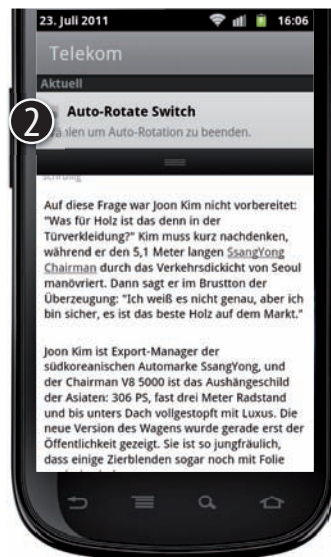 23. Juli 2011 16:06
Telekom
Aktuell
2
Auto-Rotate Switch
um Auto-Rotation zu beenden.
Auf diese Frage war Joon Kim nicht vorbereitet:
"Was für Holz ist das denn in der
Türverkleidung?" Kim muss kurz nachdenken,
während er den 5,1 Meter langen SsangYong
Chairman durch das Verkehrsdickicht von Seoul
manövriert. Dann sagt er im Brustton der
Überzeugung: "Ich weiß es nicht genau, aber ich
bin sicher, es ist das beste Holz auf dem Markt."
Joon Kim ist Export-Manager der
südkoreanischen Automarke SsangYong, und
der Chairman V8 5000 ist das Aushängeschild
der Asiaten: 306 PS, fast drei Meter Radstand
und bis unters Dach vollgestopft mit Luxus. Die
neue Version des Wagens wurde gerade erst der
Öffentlichkeit gezeigt. Sie ist so jungfräulich,
dass einige Zierblenden sogar noch mit Folie